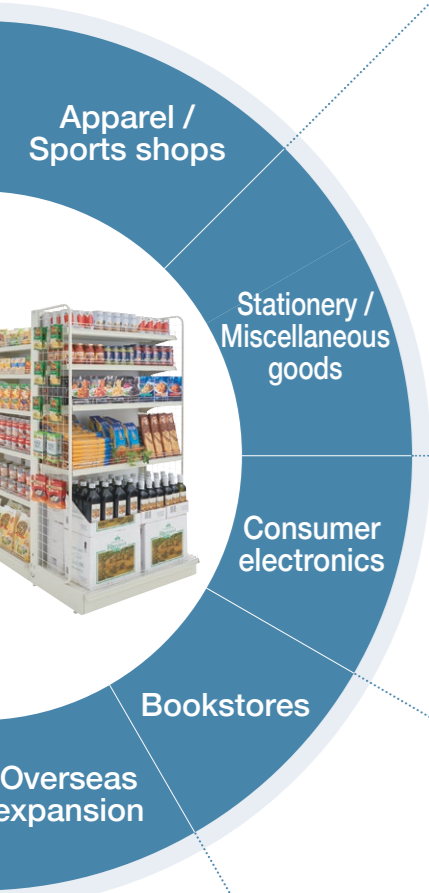 Apparel /
Sports shops
Stationery /
Miscellaneous
goods
Consumer
electronics
Bookstores
Overseas
expansion